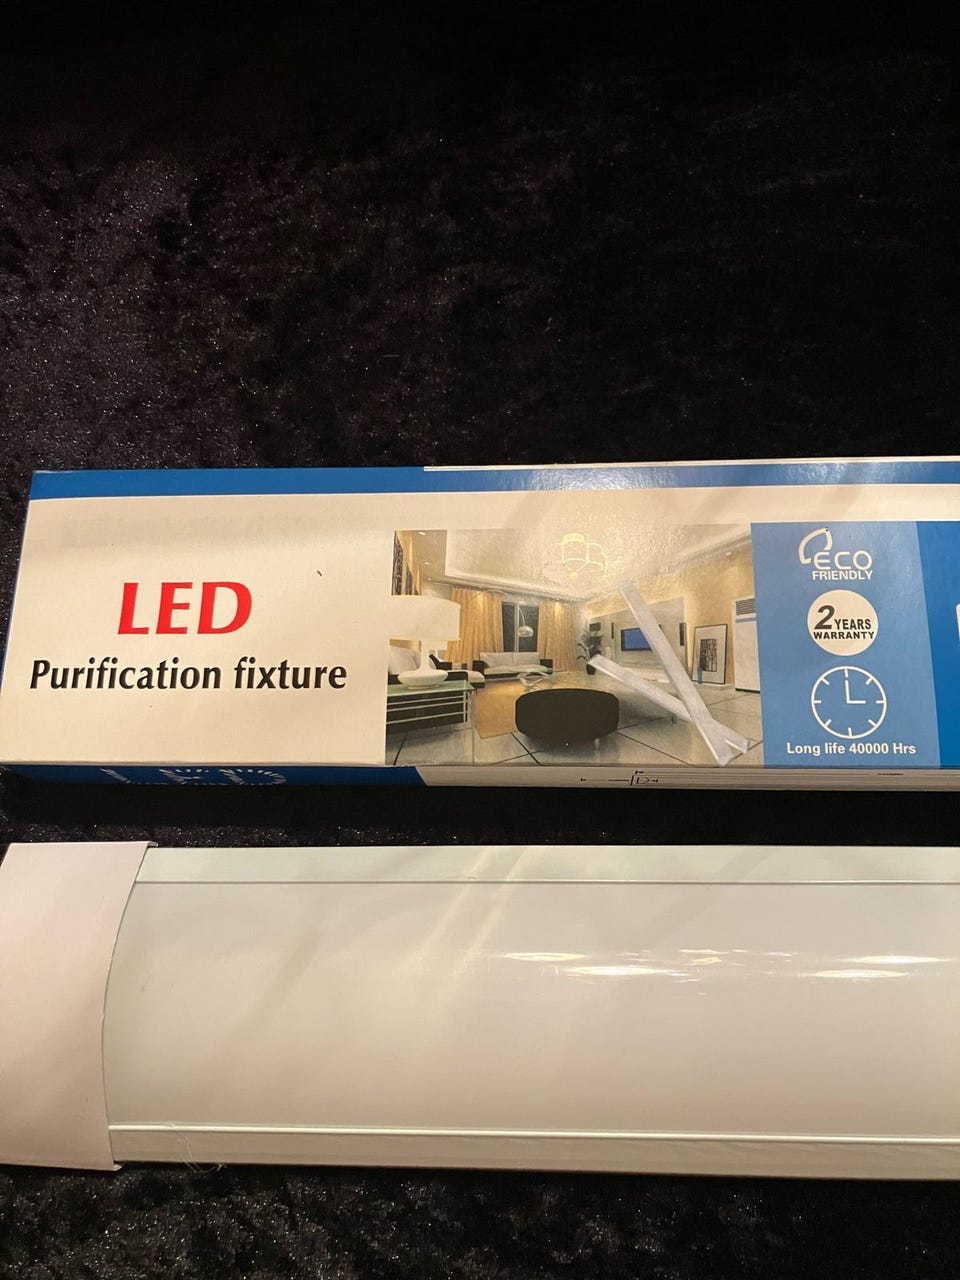 LED
Purification fixture
ECO
FRIENDLY
2 YEARS
WARRANTY
Long life 40000 Hrs